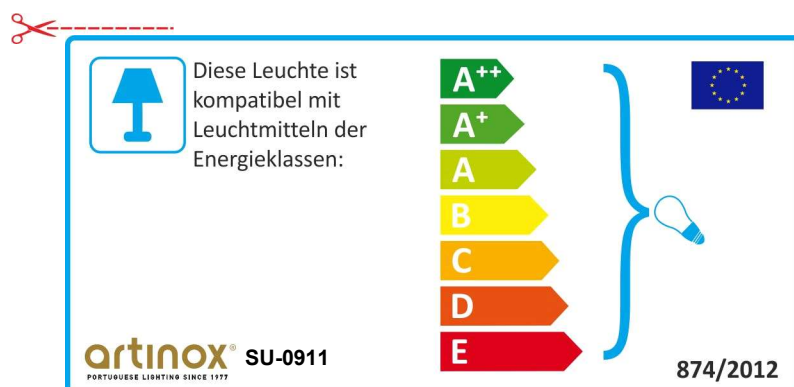 Diese Leuchte ist
kompatibel mit
Leuchtmitteln der
Energieklassen:
A++
A+
A
B
C
D
E
artinox® SU-0911
PORTUGUESE LIGHTING SINCE 1977
874/2012